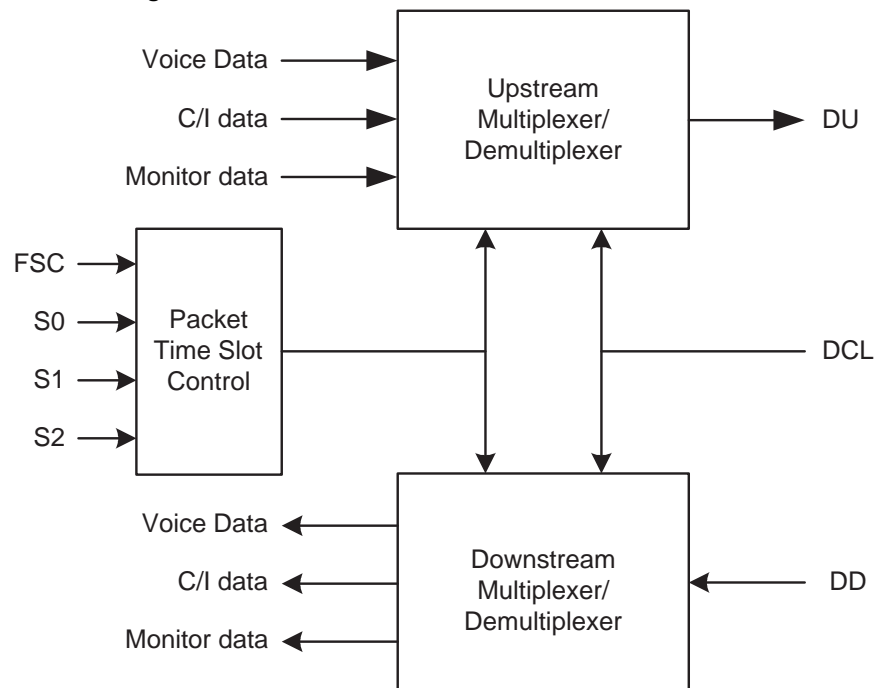 Voice Data
C/I data
Monitor data
Upstream
Multiplexer/
Demultiplexer
DU
FSC
S0
S1
S2
Packet
Time Slot
Control
DCL
Voice Data
C/I data
Monitor data
Downstream
Multiplexer/
Demultiplexer
DD